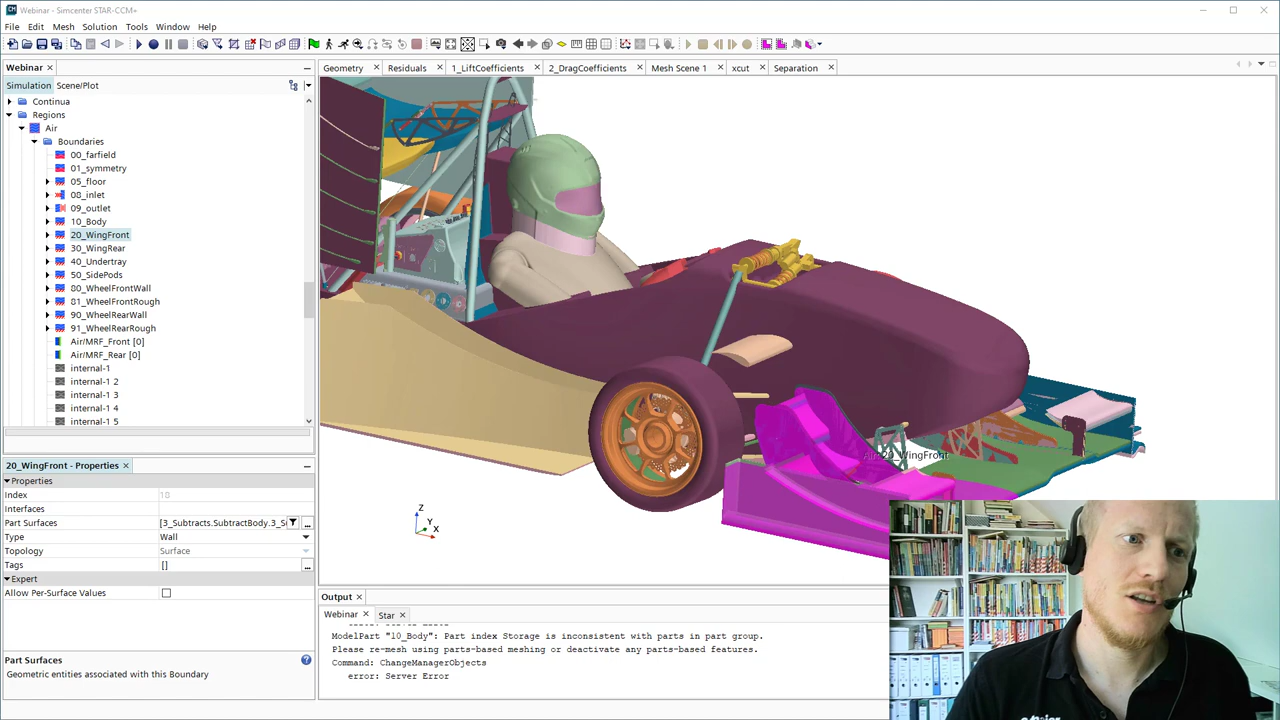 Webinar - Simcenter STAR-CCM+
File Edit Mesh Solution Tools Window Help
Webinar
Simulation Scene/Plot
Continua
Regions
Air
Boundaries
00_farfield
01_symmetry
05_floor
08_inlet
09_outlet
10_Body
20_WingFront
30_WingRear
40_Undertray
50_SidePods
80_WheelFrontWall
81_WheelFrontRough
90_WheelRearWall
91_WheelRearRough
Air/MRF_Front [0]
Air/MRF_Rear [0]
internal-1
internal-1 2
internal-1 3
internal-1 4
internal-1 5
20_WingFront - Properties
Properties
Index 10
Interfaces
Part Surfaces [3_Subtracts.SubtractBody.3_S
Type Wall
Topology Surface
Tags []
Expert
Allow Per-Surface Values
Part Surfaces
Geometric entities associated with this Boundary
Geometry Residuals 1_LiftCoefficients 2_DragCoefficients Mesh Scene 1 xcut Separation
Air: 20_WingFront
Z
Y
X
Output
Webinar Star
error: Server Error
ModelPart "10_Body": Part index Storage is inconsistent with parts in part group.
Please re-mesh using parts-based meshing or deactivate any parts-based features.
Command: ChangeManagerObjects
error: Server Error